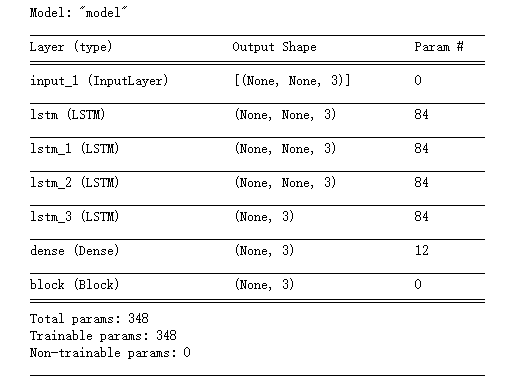 Model: "model"
Layer (type) Output Shape Param #
input_1 (InputLayer) [(None, None, 3)] 0
lstm (LSTM) (None, None, 3) 84
lstm_1 (LSTM) (None, None, 3) 84
lstm_2 (LSTM) (None, None, 3) 84
lstm_3 (LSTM) (None, 3) 84
dense (Dense) (None, 3) 12
block (Block) (None, 3) 0
Total params: 348
Trainable params: 348
Non-trainable params: 0